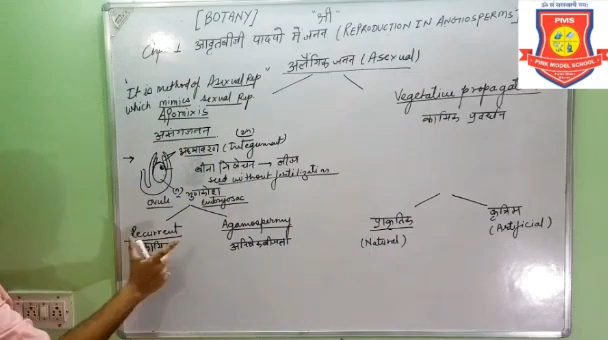 [BOTANY]
"श्री"
Chap. 1 आवृतबीजी पादपो मे जनन (REPRODUCTION IN ANGIOSPERMS)
अलैंगिक जनन (Asexual)
"It is method of Asexual Rep
which mimics sexual Rep.
Apomixis
असंगजनन
अध्यावरण (Integument)
बीना निषेचन → बीज
seed without fertilization
भ्रूणकोश
embryosac
ovule
Recurrent
Agamospermy
अनिषेकबीजता
Vegetative propagat
कायिक प्रवर्धन
प्राकृतिक
(Natural)
कृत्रिम
(Artificial)
PMS
PINK MODEL SCHOOL